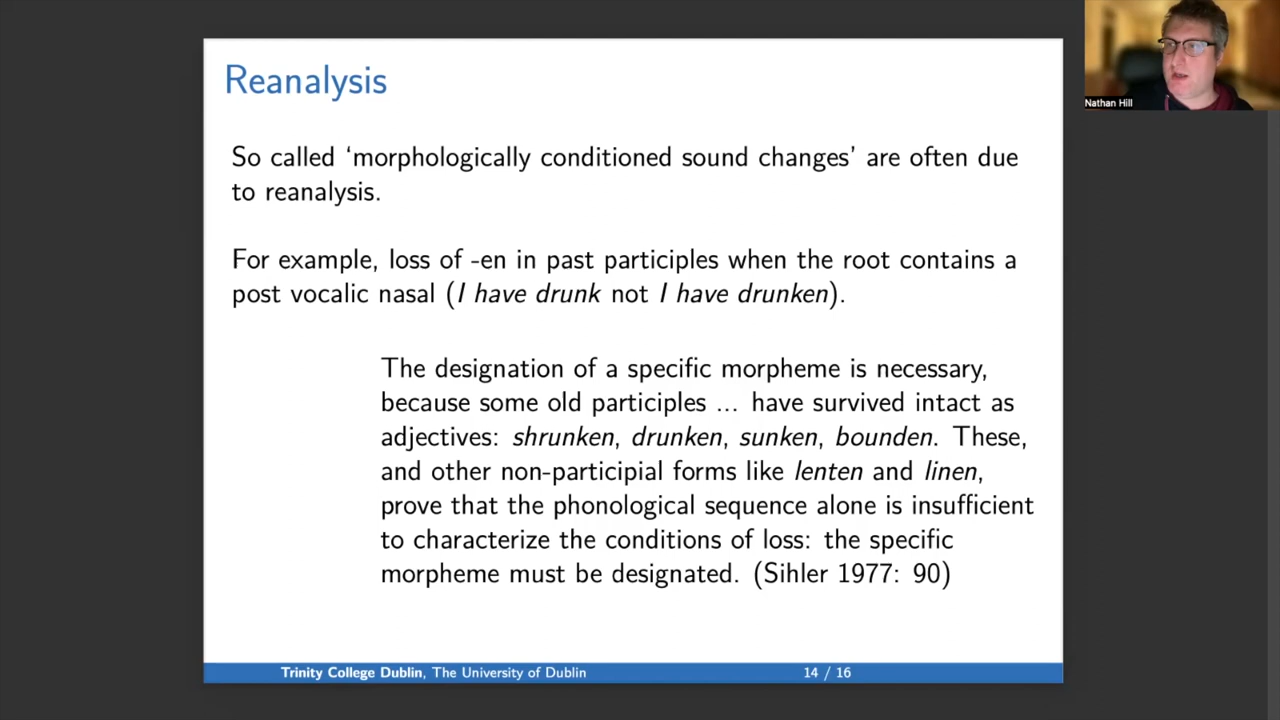 Reanalysis
So called ‘morphologically conditioned sound changes’ are often due
to reanalysis.
For example, loss of -en in past participles when the root contains a
post vocalic nasal (I have drunk not I have drunken).
The designation of a specific morpheme is necessary,
because some old participles ... have survived intact as
adjectives: shrunken, drunken, sunken, bounden. These,
and other non-participial forms like lenten and linen,
prove that the phonological sequence alone is insufficient
to characterize the conditions of loss: the specific
morpheme must be designated. (Sihler 1977: 90)
Trinity College Dublin, The University of Dublin 14 / 16
Nathan Hill